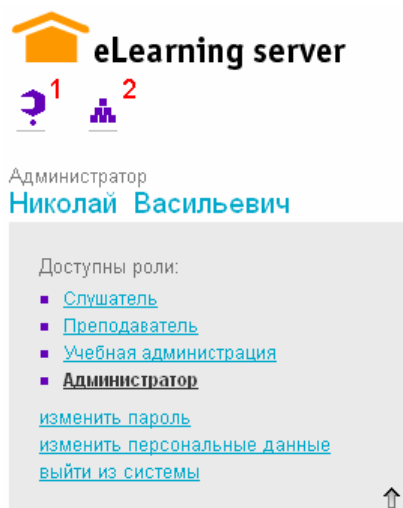 eLearning server
1 2
Администратор
Николай Васильевич
Доступны роли:
Слушатель
Преподаватель
Учебная администрация
Администратор
изменить пароль
изменить персональные данные
выйти из системы